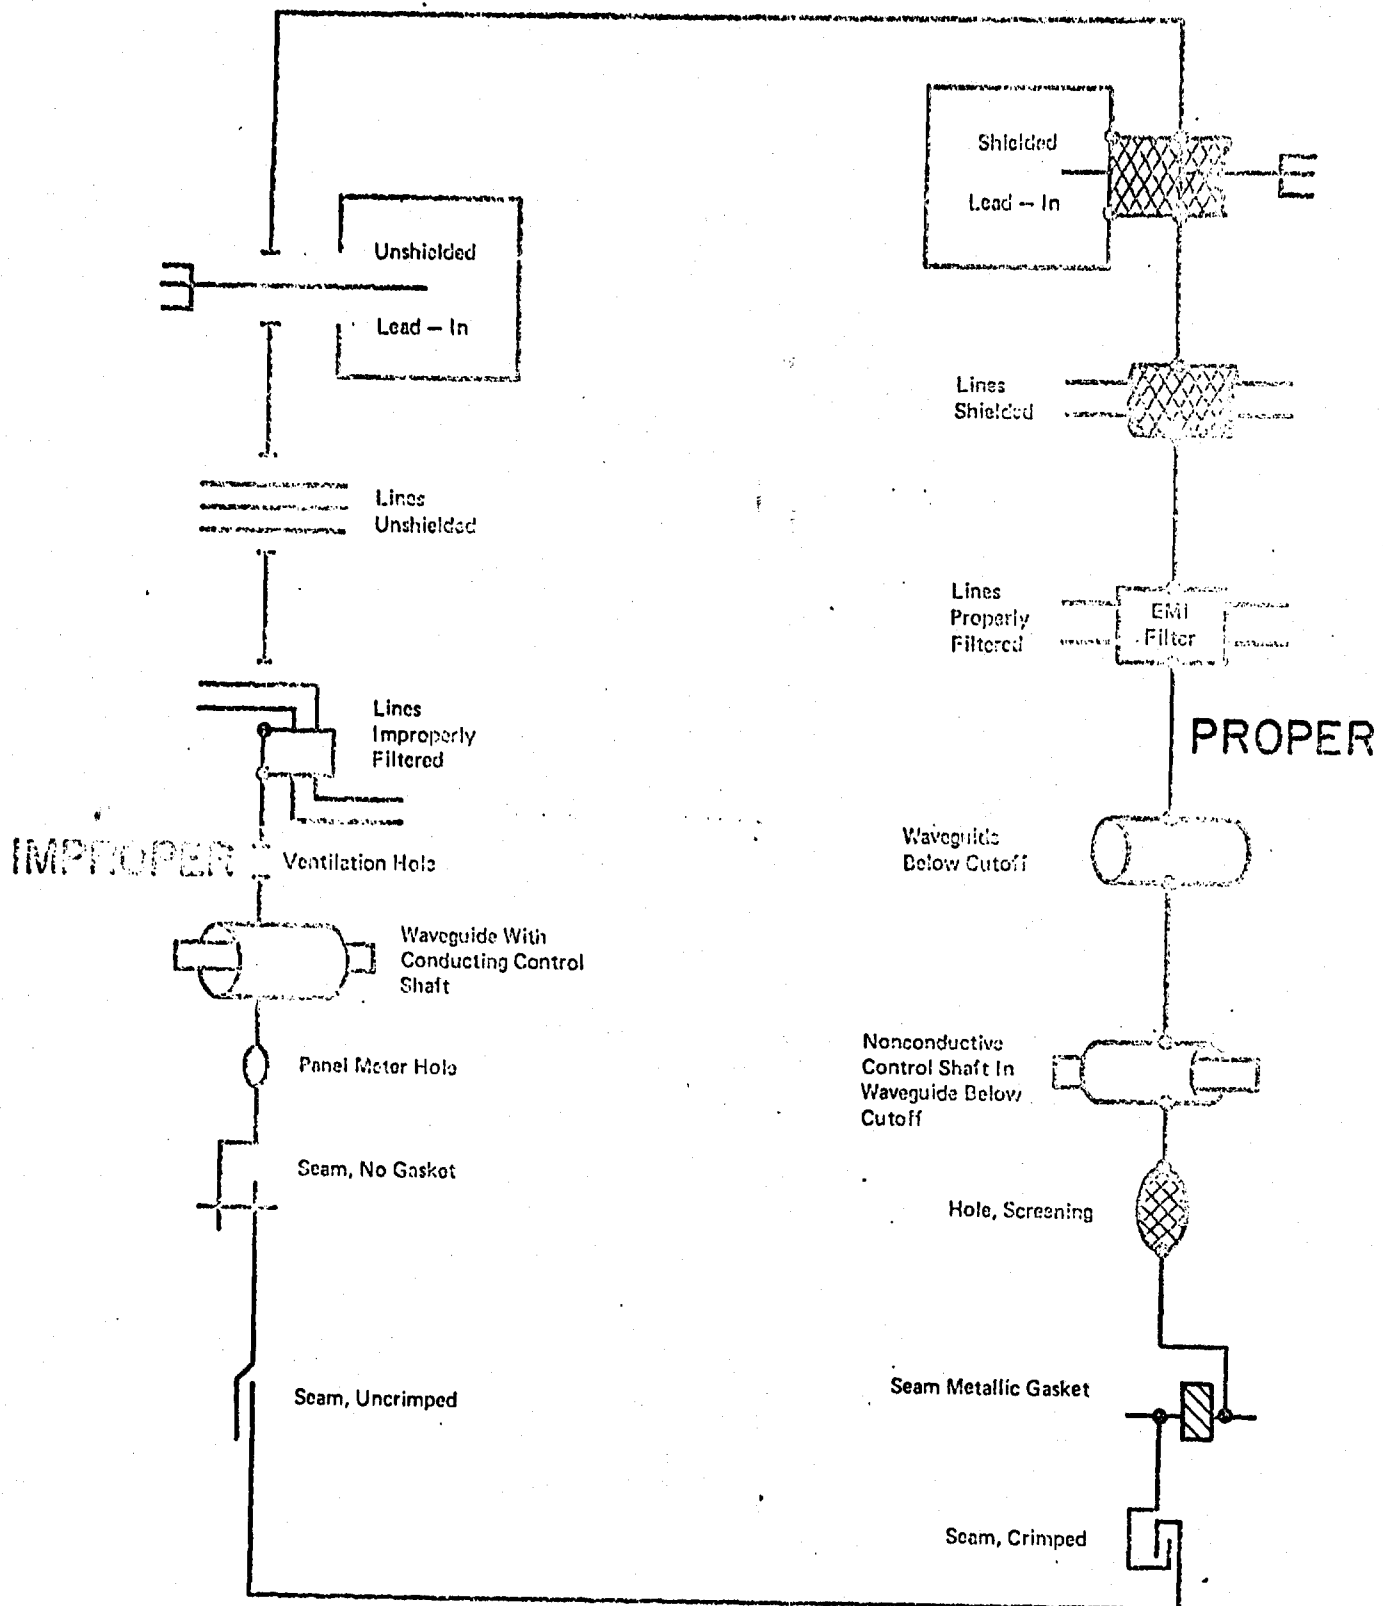 Unshielded
Lead – In
Lines
Unshielded
Lines
Improperly
Filtered
IMPROPER
Ventilation Hole
Waveguide With
Conducting Control
Shaft
Panel Meter Hole
Seam, No Gasket
Seam, Uncrimped
Shielded
Lead – In
Lines
Shielded
Lines
Properly
Filtered
EMI
Filter
PROPER
Waveguide
Below Cutoff
Nonconductive
Control Shaft In
Waveguide Below
Cutoff
Hole, Screening
Seam Metallic Gasket
Seam, Crimped